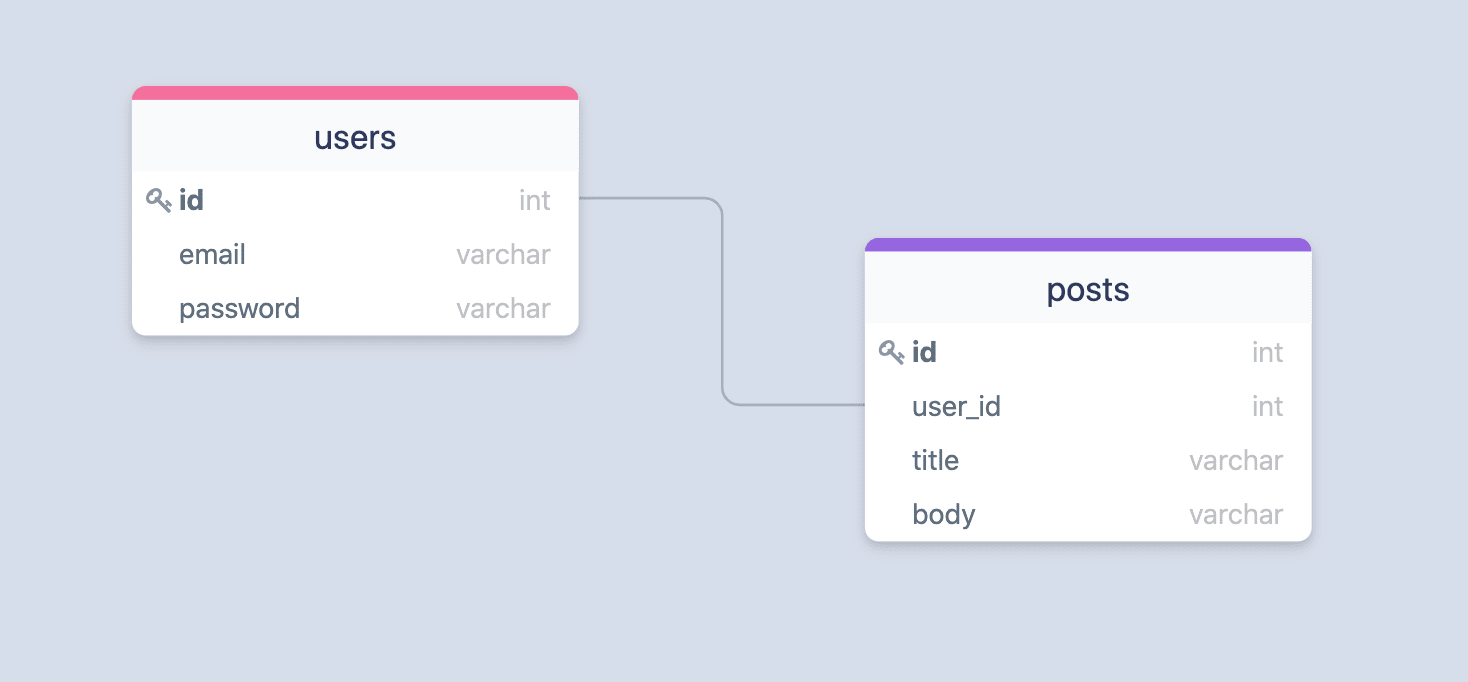 users
id int
email varchar
password varchar
posts
id int
user_id int
title varchar
body varchar